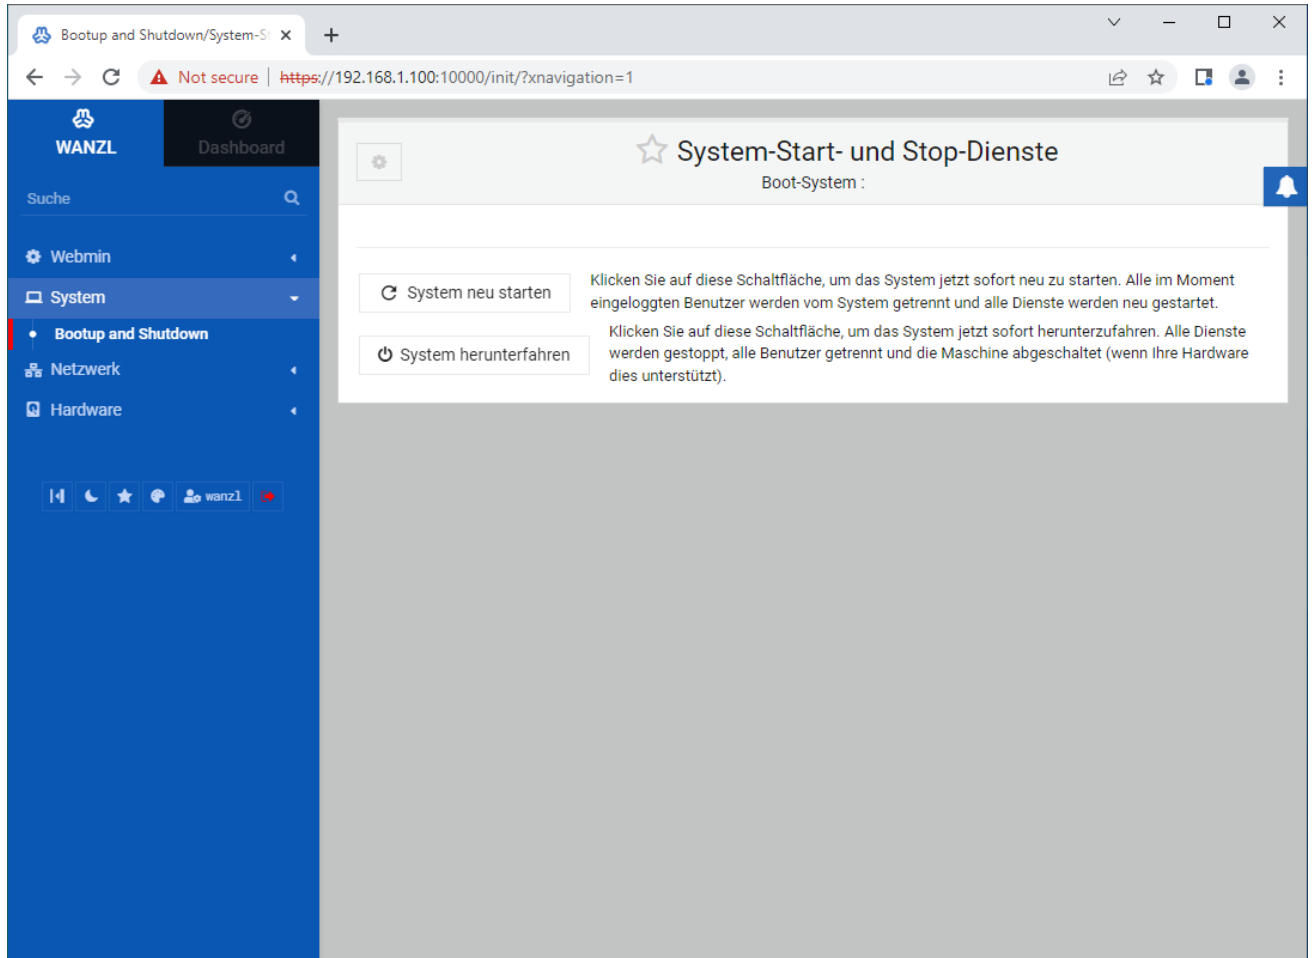 Bootup and Shutdown/System-S
Not secure | https://192.168.1.100:10000/init/?xnavigation=1
WANZL
Dashboard
Suche
Webmin
System
Bootup and Shutdown
Netzwerk
Hardware
wanzl
System-Start- und Stop-Dienste
Boot-System :
System neu starten
Klicken Sie auf diese Schaltfläche, um das System jetzt sofort neu zu starten. Alle im Moment
eingeloggten Benutzer werden vom System getrennt und alle Dienste werden neu gestartet.
System herunterfahren
Klicken Sie auf diese Schaltfläche, um das System jetzt sofort herunterzufahren. Alle Dienste
werden gestoppt, alle Benutzer getrennt und die Maschine abgeschaltet (wenn Ihre Hardware
dies unterstützt).